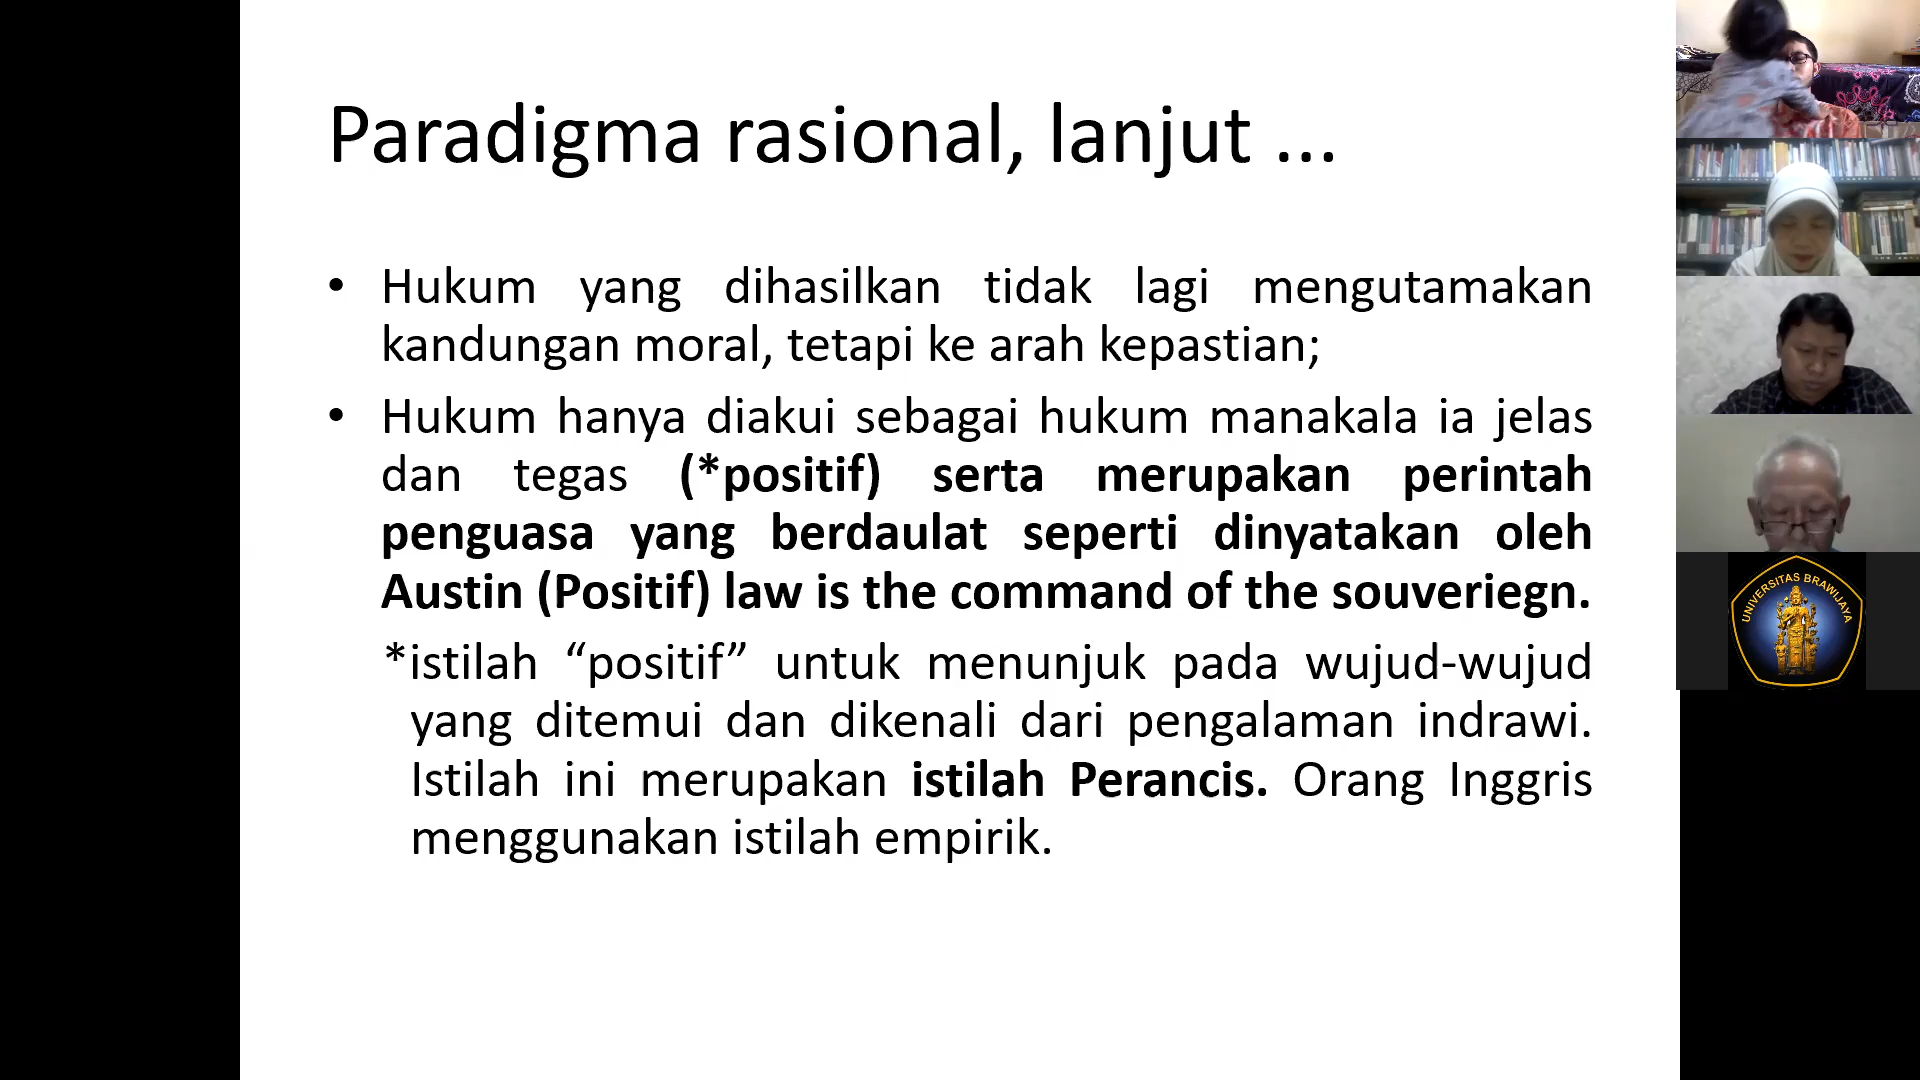 Paradigma rasional, lanjut ...
• Hukum yang dihasilkan tidak lagi mengutamakan
kandungan moral, tetapi ke arah kepastian;
• Hukum hanya diakui sebagai hukum manakala ia jelas
dan tegas (*positif) serta merupakan perintah
penguasa yang berdaulat seperti dinyatakan oleh
Austin (Positif) law is the command of the souveriegn.
*istilah “positif” untuk menunjuk pada wujud-wujud
yang ditemui dan dikenali dari pengalaman indrawi.
Istilah ini merupakan istilah Perancis. Orang Inggris
menggunakan istilah empirik.
UNIVERSITAS BRAWIJAYA